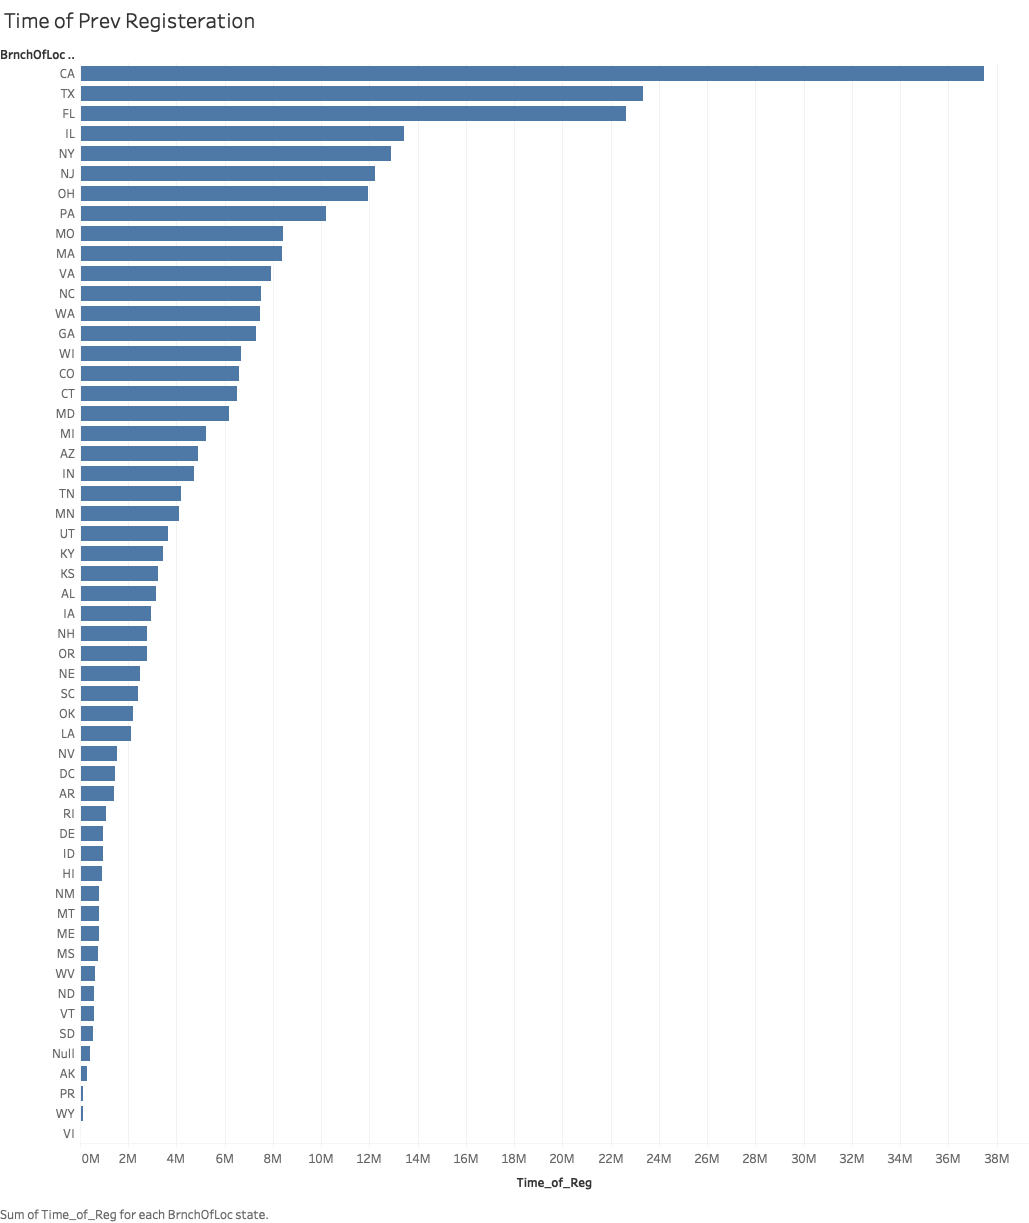 Time of Prev Registeration
BrnchOfLoc ..
CA
TX
FL
IL
NY
NJ
OH
PA
MO
MA
VA
NC
WA
GA
WI
CO
CT
MD
MI
AZ
IN
TN
MN
UT
KY
KS
AL
IA
NH
OR
NE
SC
OK
LA
NV
DC
AR
RI
DE
ID
HI
NM
MT
ME
MS
WV
ND
VT
SD
Null
AK
PR
WY
VI
0M 2M 4M 6M 8M 10M 12M 14M 16M 18M 20M 22M 24M 26M 28M 30M 32M 34M 36M 38M
Time_of_Reg
Sum of Time_of_Reg for each BrnchOfLoc state.